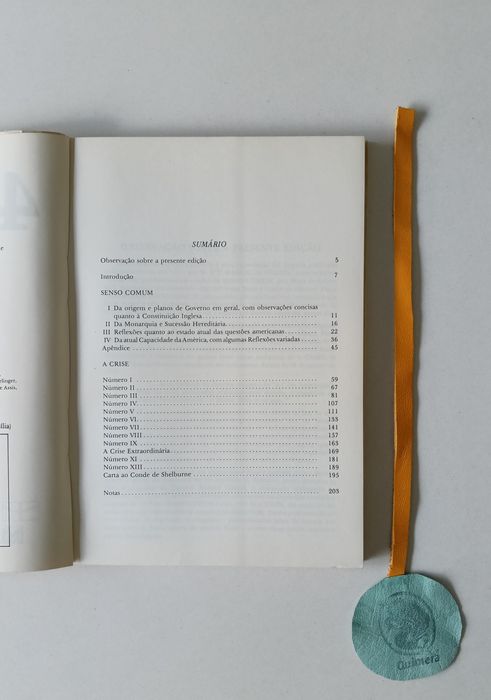 SUMÁRIO
Observação sobre a presente edição 5
Introdução 7
SENSO COMUM
I Da origem e planos de Governo em geral, com observações concisas
quanto à Constituição Inglesa 11
II Da Monarquia e Sucessão Hereditária. 16
III Reflexões quanto ao estado atual das questões americanas 22
IV Da atual Capacidade da América, com algumas Reflexões variadas 36
Apêndice 45
A CRISE
Número I 59
Número II 67
Número III 81
Número IV. 107
Número V 111
Número VI. 133
Número VII 141
Número VIII 157
Número IX 163
A Crise Extraordinária 169
Número XI 181
Número XIII 189
Carta ao Conde de Shelburne 195
Notas 203
Quimera